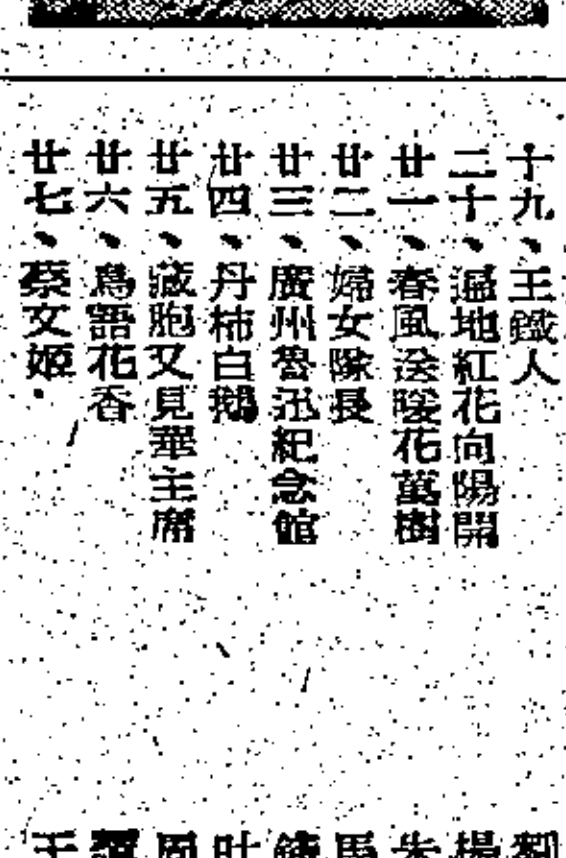 十九、王鐵人
二十、遍地紅花向陽開
廿一、春風送暖花萬樹
廿二、婦女隊長
廿三、廣州魯迅紀念館
廿四、丹柿白鵝
廿五、藏胞又見華主席
廿六、鳥語花香
廿七、蔡文姬